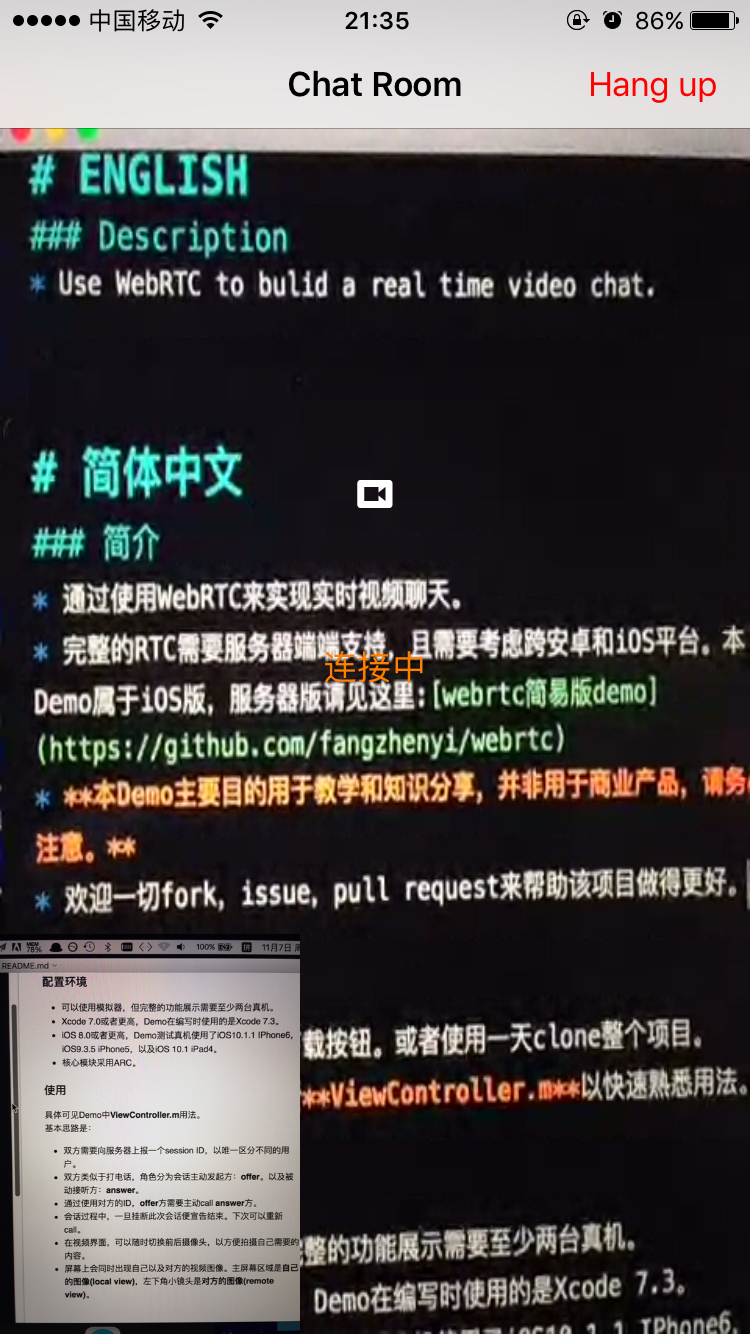 中国移动 21:35 86%
Chat Room Hang up
# ENGLISH
### Description
* Use WebRTC to bulid a real time video chat.
# 简体中文
### 简介
* 通过使用WebRTC来实现实时视频聊天。
* 完整的RTC需要服务器端端支持，且需要考虑跨安卓和iOS平台。本
连接中
Demo属于iOS版，服务器版请见这里：[webrtc简易版demo]
(https://github.com/fangzhenyi/webrtc)
* **本Demo主要目的用于教学和知识分享，并非用于商业产品，请务
注意。**
* 欢迎一切fork，issue，pull request来帮助该项目做得更好。
载按钮。或者使用一天clone整个项目。
**ViewController.m**以快速熟悉用法。
整的功能展示需要至少两台真机。
Demo在编写时使用的是Xcode 7.3。
iOS10.1.1 IPhone6,
MEM 78% 100% 11月7日
README.md
配置环境
• 可以使用模拟器，但完整的功能展示需要至少两台真机。
• Xcode 7.0或者更高，Demo在编写时使用的是Xcode 7.3。
• iOS 8.0或者更高，Demo测试真机使用了iOS10.1.1 IPhone6,
iOS9.3.5 iPhone5，以及iOS 10.1 iPad4。
• 核心模块采用ARC。
使用
具体可见Demo中ViewController.m用法。
基本思路是：
• 双方需要向服务器上报一个session ID，以唯一区分不同的用
户。
• 双方类似于打电话，角色分为会话主动发起方：offer。以及被
动接听方：answer。
• 通过使用对方的ID，offer方需要主动call answer方。
• 会话过程中，一旦挂断此次会话便宣告结束。下次可以重新
call。
• 在视频界面，可以随时切换前后摄像头，以方便拍摄自己需要的
内容。
• 屏幕上会同时出现自己以及对方的视频图像。主屏幕区域是自己
的图像(local view)，左下角小镜头是对方的图像(remote
view)。